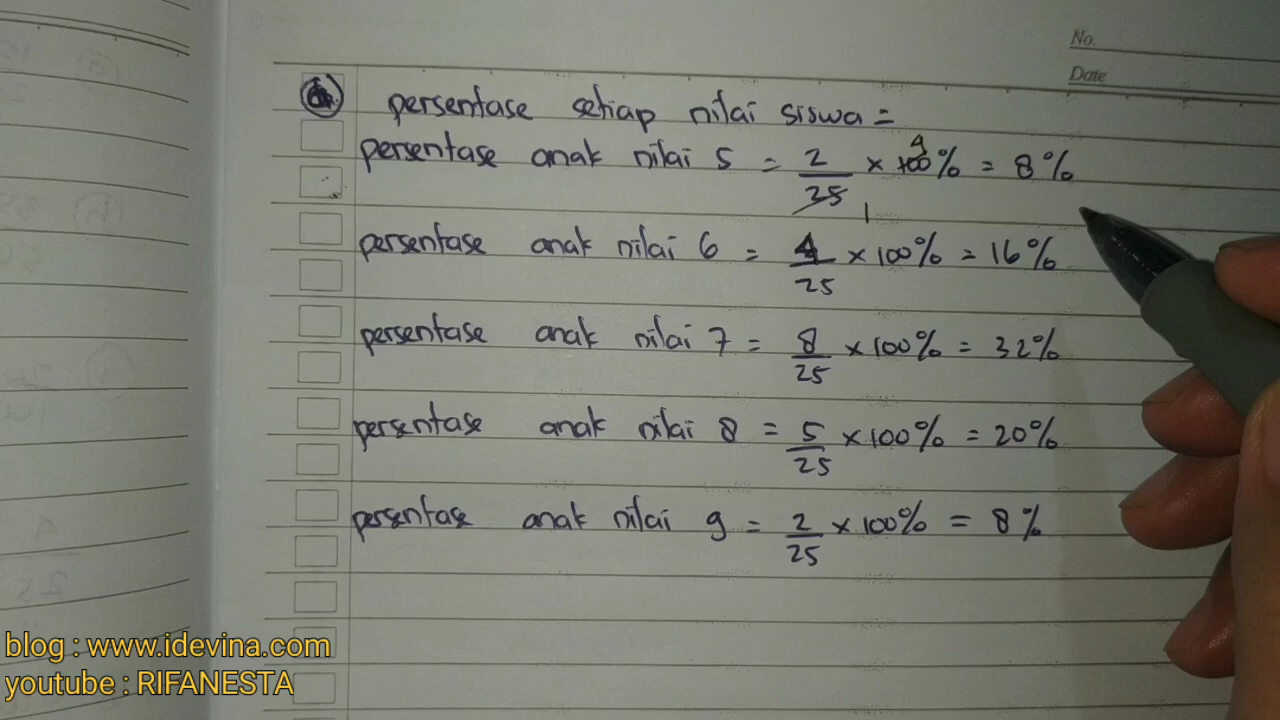 No.
Date
persentase setiap nilai siswa =
persentase anak nilai 5 = 2/25 x 100% = 8%
4
1
persentase anak nilai 6 = 4/25 x 100% = 16%
persentase anak nilai 7 = 8/25 x 100% = 32%
persentase anak nilai 8 = 5/25 x 100% = 20%
persentase anak nilai 9 = 2/25 x 100% = 8%
blog : www.idevina.com
youtube : RIFANESTA